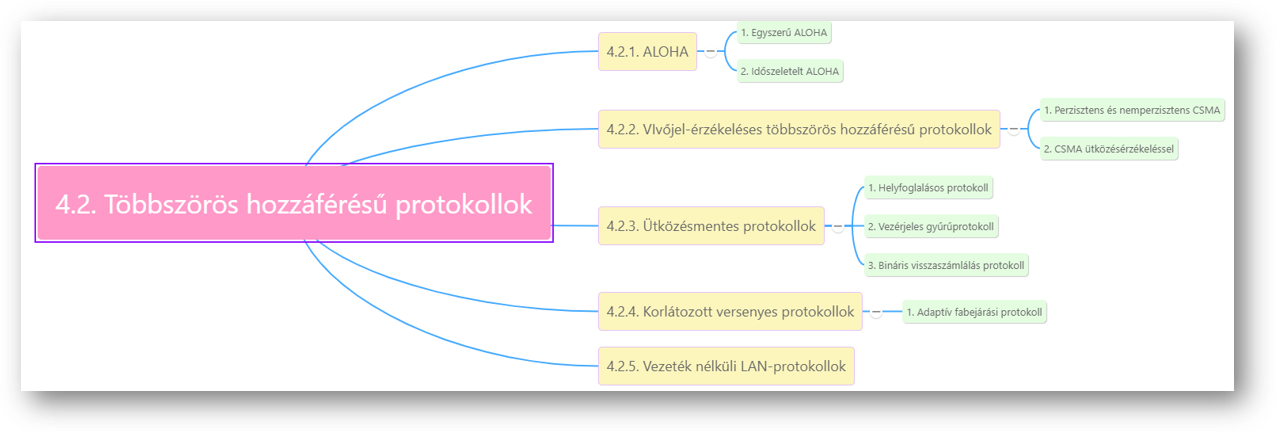 4.2. Többszörös hozzáférésű protokollok
4.2.1. ALOHA
1. Egyszerű ALOHA
2. Időszeletelt ALOHA
4.2.2. VIvőjel-érzékeléses többszörös hozzáférésű protokollok
1. Perzisztens és nemperzisztens CSMA
2. CSMA ütközésérzékeléssel
4.2.3. Ütközésmentes protokollok
1. Helyfoglalásos protokoll
2. Vezérjeles gyűrűprotokoll
3. Bináris visszaszámlálás protokoll
4.2.4. Korlátozott versenyes protokollok
1. Adaptív fabejárási protokoll
4.2.5. Vezeték nélküli LAN-protokollok